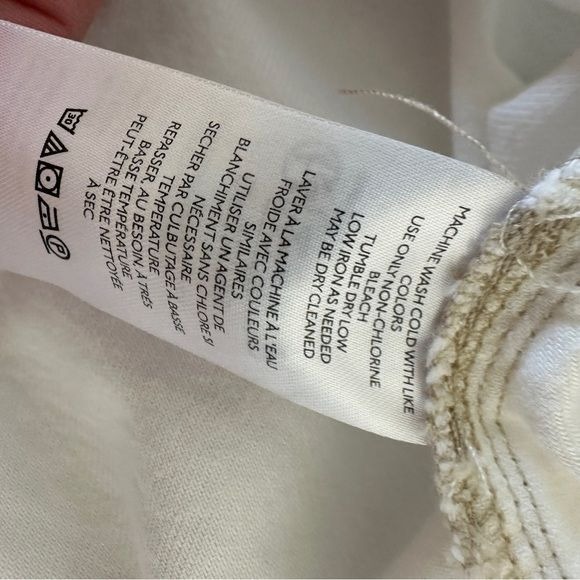 MACHINE WASH COLD WITH LIKE
COLORS
USE ONLY NON-CHLORINE
BLEACH
TUMBLE DRY LOW
LOW IRON AS NEEDED
MAY BE DRY CLEANED
LAVER À LA MACHINE À L'EAU
FROIDE AVEC COULEURS
SIMILAIRES
UTILISER UN AGENT DE
BLANCHIMENT SANS CHLORE SI
NÉCESSAIRE
SECHER PAR CULBUTAGE À BASSE
TEMPÉRATURE
REPASSER AU BESOIN, À TRÈS
BASSE TEMPÉRATURE
PEUT-ÊTRE ÊTRE NETTOYÉE
À SEC
30
P